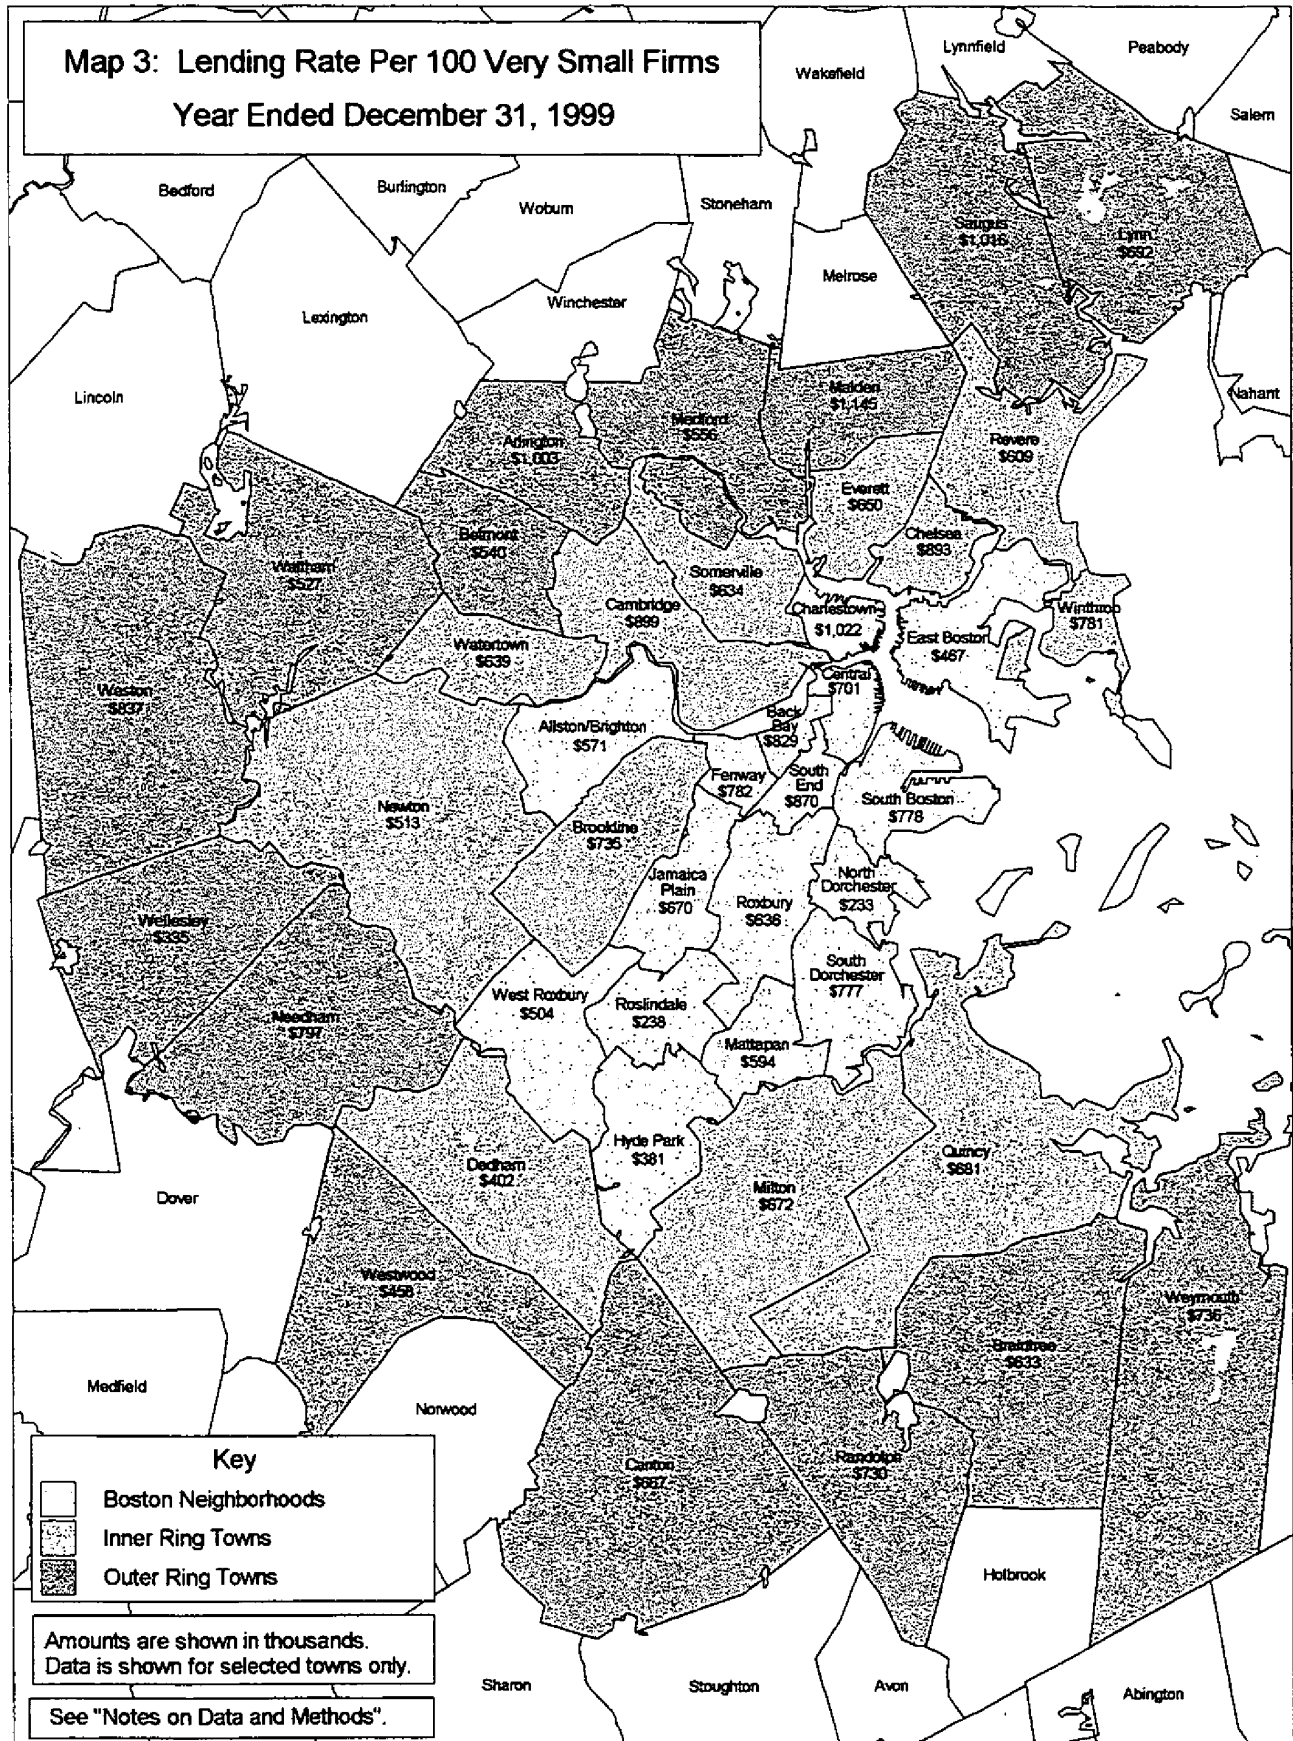 Map 3: Lending Rate Per 100 Very Small Firms
Year Ended December 31, 1999
Lynnfield
Peabody
Wakefield
Salem
Bedford
Burlington
Woburn
Stoneham
Saugus
$1,016
Lynn
$692
Melrose
Winchester
Lexington
Lincoln
Nahant
Malden
$1,145
Medford
$556
Arlington
$1,003
Revere
$609
Everett
$650
Chelsea
$893
Belmont
$540
Waltham
$527
Somerville
$634
Cambridge
$899
Charlestown
$1,022
Winthrop
$781
East Boston
$467
Watertown
$639
Central
$701
Weston
$837
Back
Bay
$829
Allston/Brighton
$571
Fenway
$782
South
End
$870
South Boston
$778
Newton
$513
Brookline
$735
Jamaica
Plain
$670
Roxbury
$636
North
Dorchester
$233
Wellesley
$335
South
Dorchester
$777
West Roxbury
$504
Roslindale
$238
Needham
$797
Mattapan
$594
Hyde Park
$381
Dedham
$402
Quincy
$681
Milton
$672
Dover
Westwood
Weymouth
$736
Braintree
$633
Medfield
Norwood
Canton
$667
Randolph
$730
Holbrook
Key
Boston Neighborhoods
Inner Ring Towns
Outer Ring Towns
Amounts are shown in thousands.
Data is shown for selected towns only.
See "Notes on Data and Methods".
Sharon
Stoughton
Avon
Abington